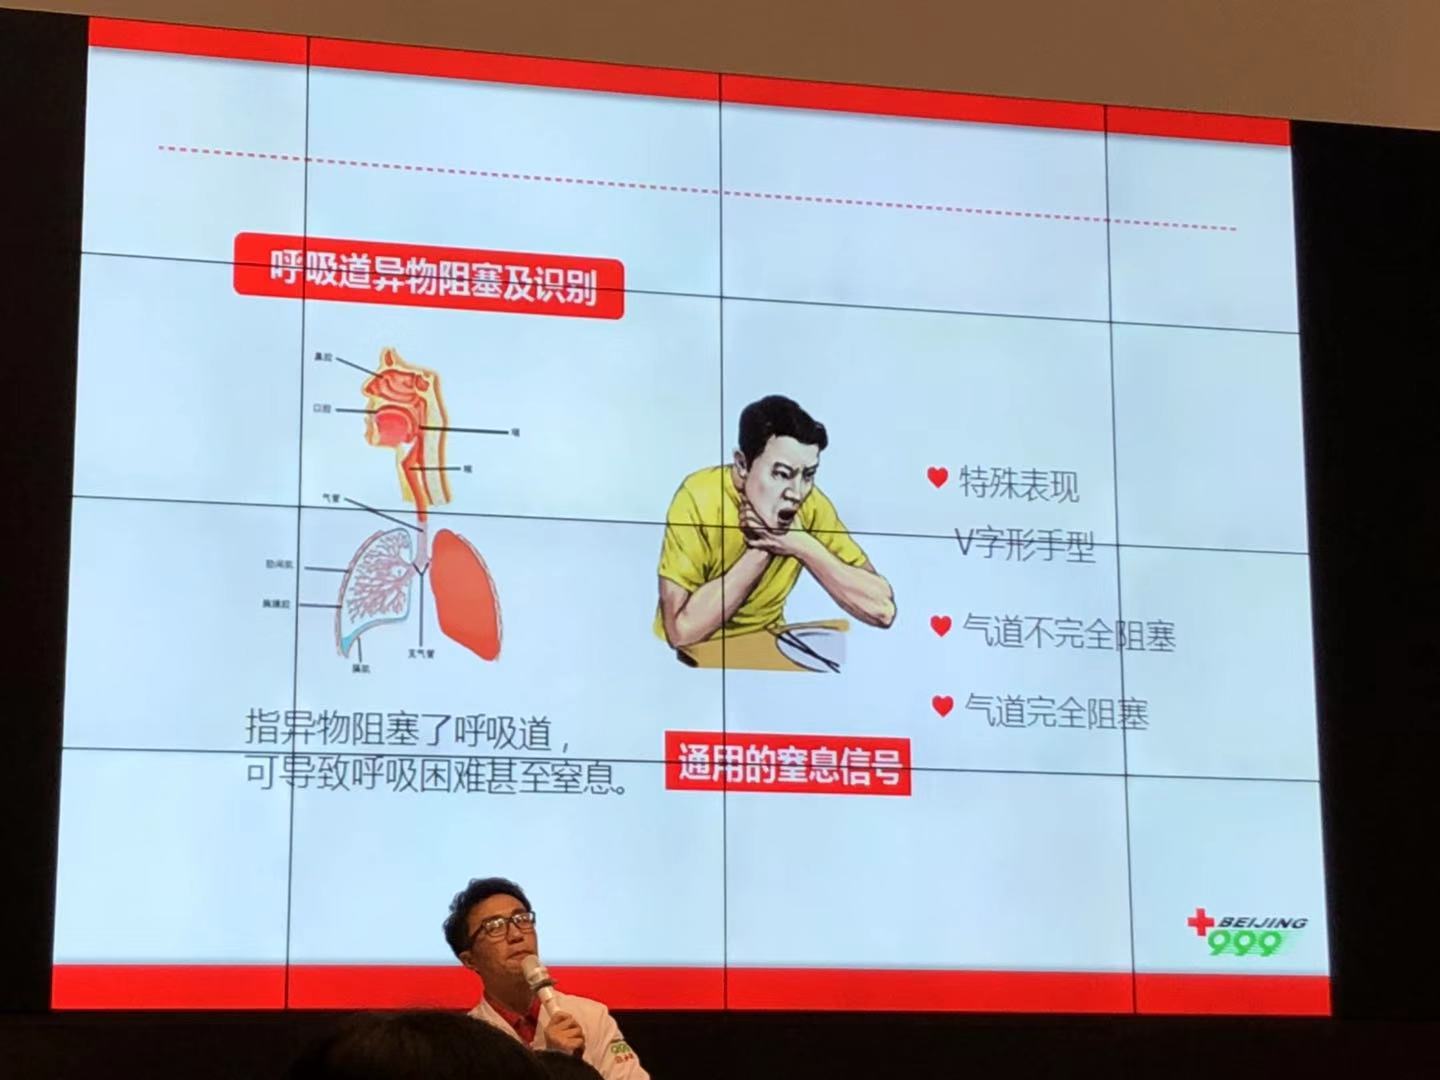 呼吸道异物阻塞及识别
鼻腔
口腔
咽
喉
气管
肋间肌
胸膜腔
支气管
膈肌
指异物阻塞了呼吸道，
可导致呼吸困难甚至窒息。
特殊表现
V字形手型
气道不完全阻塞
气道完全阻塞
通用的窒息信号
BEIJING
999
999